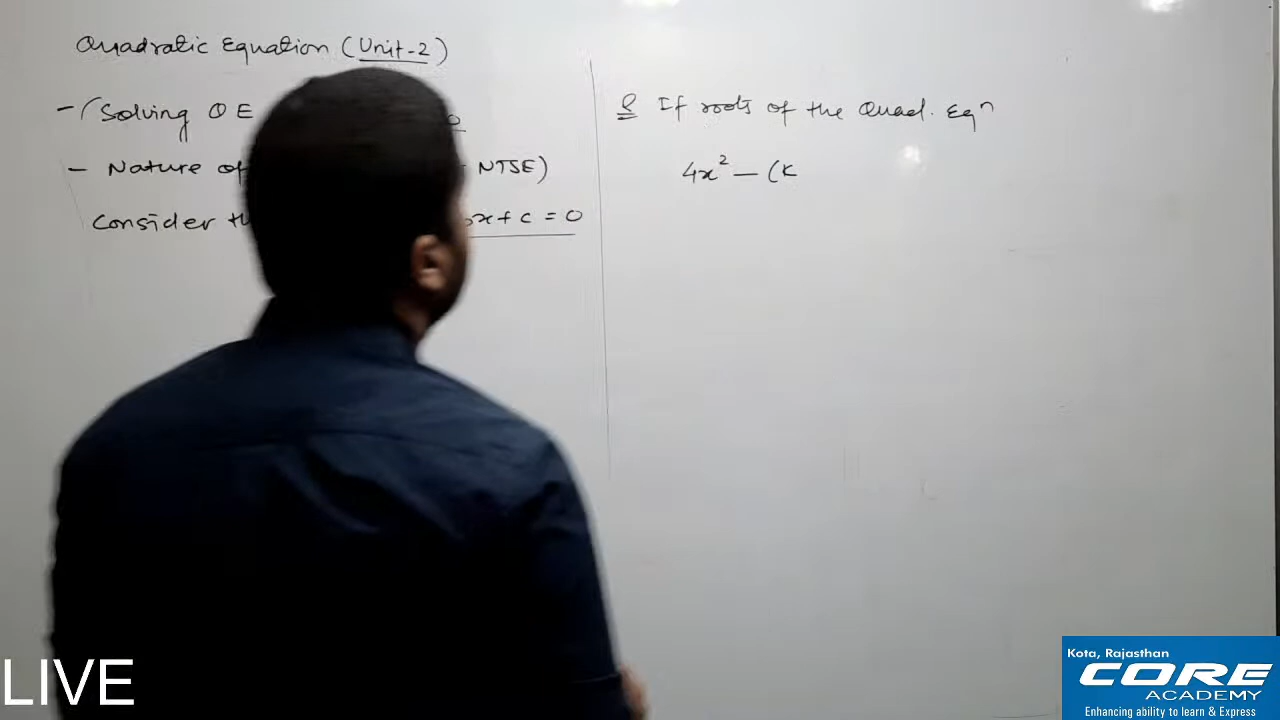 Quadratic Equation (Unit-2)
- (Solving Q E
- Nature of NTSE)
Consider x + c = 0
Q If roots of the Quad. Eqn
4x² — (K
LIVE
Kota, Rajasthan
CORE
ACADEMY
Enhancing ability to learn & Express